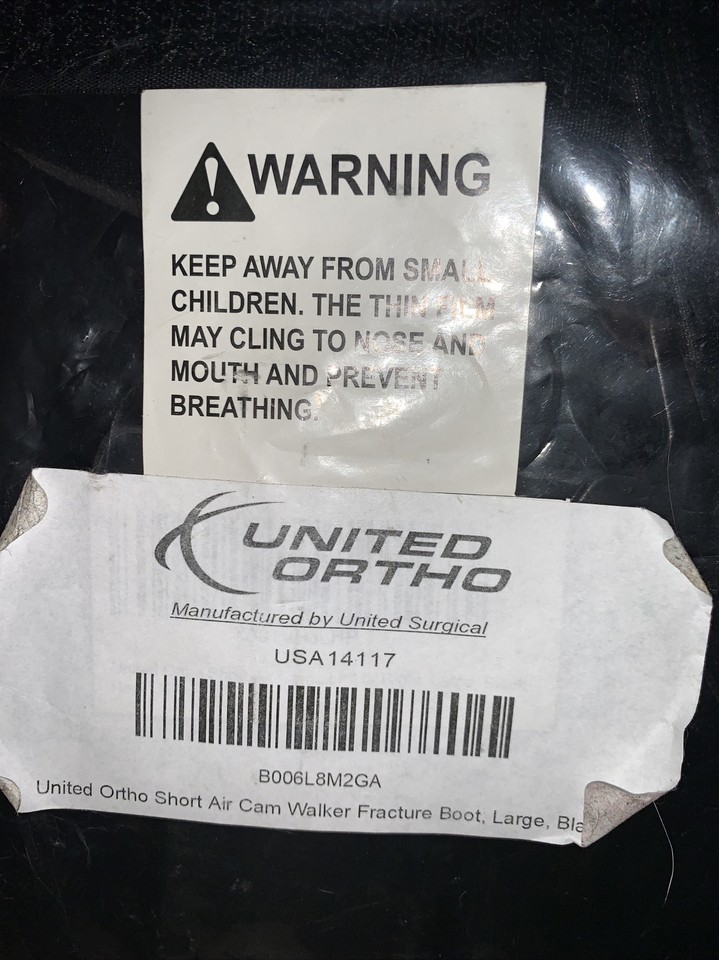 WARNING
KEEP AWAY FROM SMALL
CHILDREN. THE THIN FILM
MAY CLING TO NOSE AND
MOUTH AND PREVENT
BREATHING.
UNITED
ORTHO
Manufactured by United Surgical
USA14117
B006L8M2GA
United Ortho Short Air Cam Walker Fracture Boot, Large, Bla